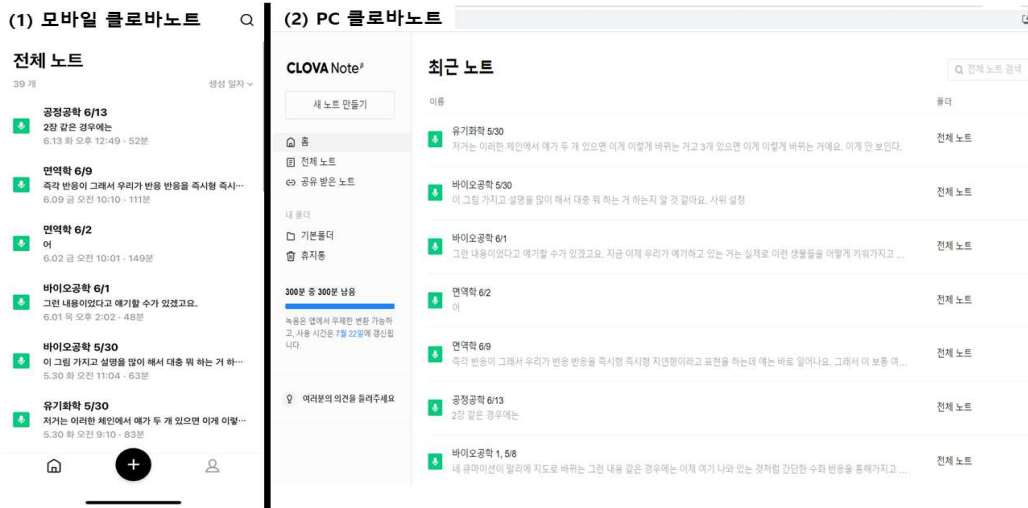 (1) 모바일 클로바노트
전체 노트
39 개
생성 일자
공정공학 6/13
2장 같은 경우에는
6.13 화 오후 12:49 · 52분
면역학 6/9
즉각 반응이 그래서 우리가 반응 반응을 즉시형 즉시…
6.09 금 오전 10:10 · 111분
면역학 6/2
어
6.02 금 오전 10:01 · 149분
바이오공학 6/1
그런 내용이었다고 얘기할 수가 있겠고요.
6.01 목 오후 2:02 · 48분
바이오공학 5/30
이 그림 가지고 설명을 많이 해서 대충 뭐 하는 거 하…
5.30 화 오전 11:04 · 63분
유기화학 5/30
저거는 이러한 체인에서 얘가 두 개 있으면 이게 이렇…
5.30 화 오전 9:10 · 83분
(2) PC 클로바노트
CLOVA Note β
새 노트 만들기
홈
전체 노트
공유 받은 노트
내 폴더
기본폴더
휴지통
300분 중 300분 남음
녹음은 앱에서 무제한 변환 가능하
고, 사용 시간은 7월 22일에 갱신됩
니다.
여러분의 의견을 들려주세요
최근 노트
전체 노트 검색
이름 폴더
유기화학 5/30
저거는 이러한 체인에서 얘가 두 개 있으면 이게 이렇게 바뀌는 거고 3개 있으면 이게 이렇게 바뀌는 거예요. 이게 안 보인다.
전체 노트
바이오공학 5/30
이 그림 가지고 설명을 많이 해서 대충 뭐 하는 거 하는지 알 것 같아요. 사위 설정
전체 노트
바이오공학 6/1
그런 내용이었다고 얘기할 수가 있겠고요. 지금 이제 우리가 얘기하고 있는 거는 실제로 이런 생물들을 어떻게 키워가지고 …
전체 노트
면역학 6/2
어
전체 노트
면역학 6/9
즉각 반응이 그래서 우리가 반응 반응을 즉시형 즉시형 지연형이라고 표현을 하는데 얘는 바로 일어나요. 그래서 이 보통 여…
전체 노트
공정공학 6/13
2장 같은 경우에는
전체 노트
바이오공학 1, 5/8
네 큐마이션이 말리에 지도로 바뀌는 그런 내용 같은 경우에는 이제 여기 나와 있는 것처럼 간단한 수화 반응을 통해가지고 …
전체 노트